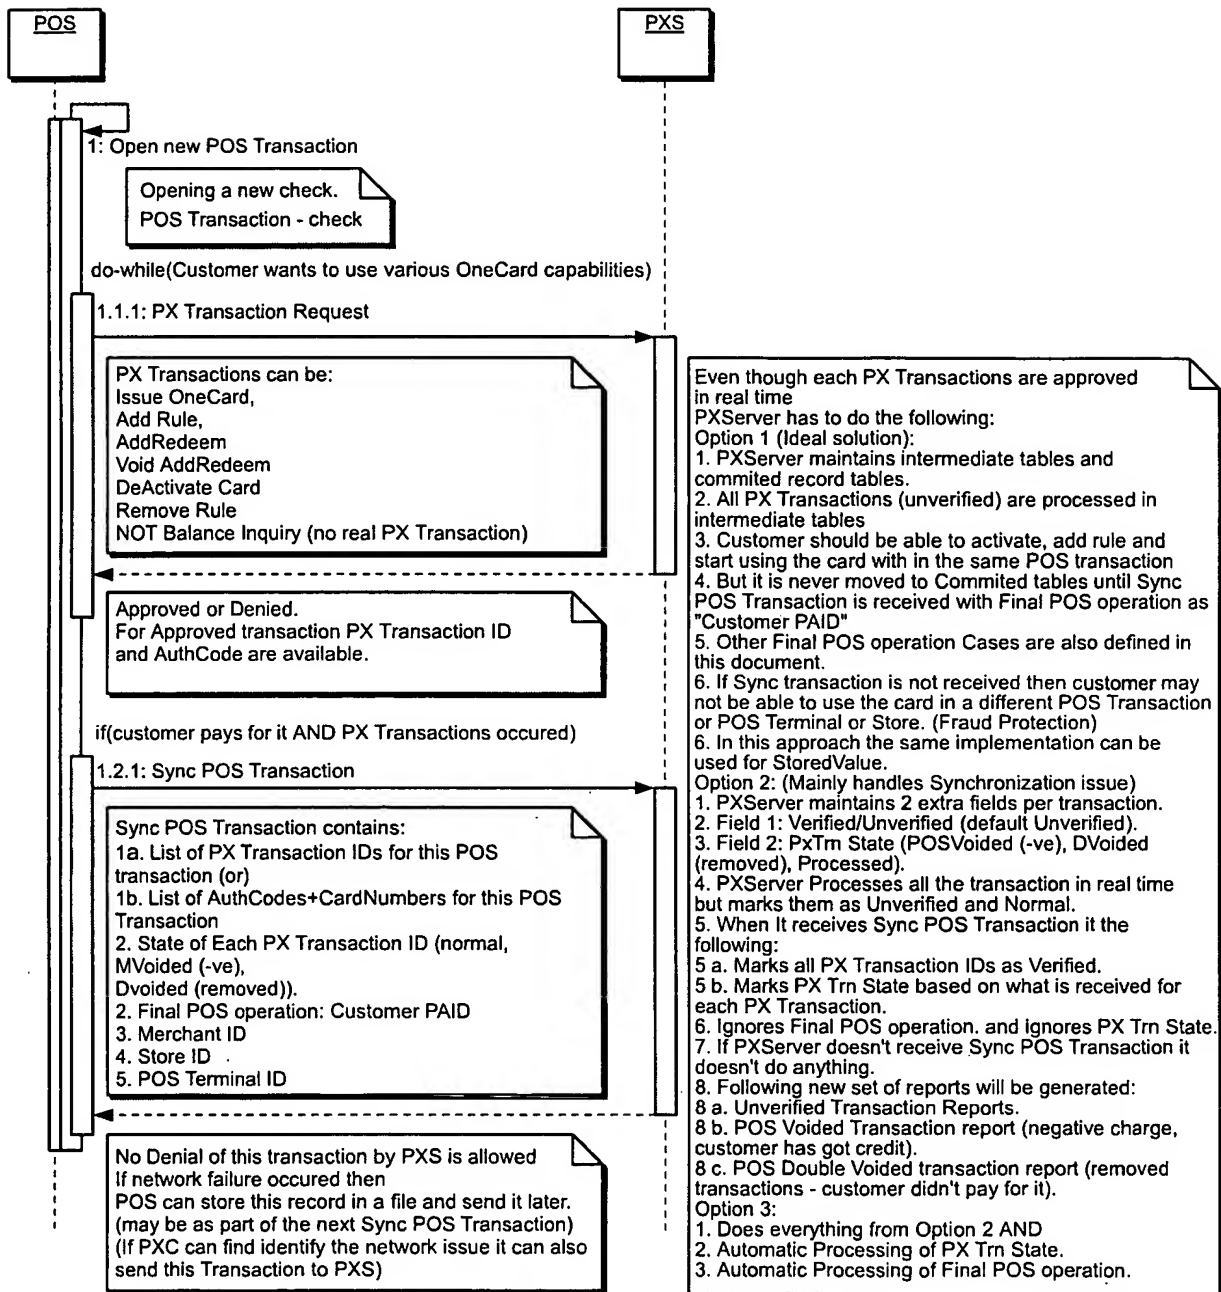 POS
PXS
1: Open new POS Transaction
Opening a new check.
POS Transaction - check
do-while(Customer wants to use various OneCard capabilities)
1.1.1: PX Transaction Request
PX Transactions can be:
Issue OneCard,
Add Rule,
AddRedeem
Void AddRedeem
DeActivate Card
Remove Rule
NOT Balance Inquiry (no real PX Transaction)
Approved or Denied.
For Approved transaction PX Transaction ID
and AuthCode are available.
if(customer pays for it AND PX Transactions occured)
1.2.1: Sync POS Transaction
Sync POS Transaction contains:
1a. List of PX Transaction IDs for this POS
transaction (or)
1b. List of AuthCodes+CardNumbers for this POS
Transaction
2. State of Each PX Transaction ID (normal,
MVoided (-ve),
Dvoided (removed)).
2. Final POS operation: Customer PAID
3. Merchant ID
4. Store ID
5. POS Terminal ID
No Denial of this transaction by PXS is allowed
If network failure occured then
POS can store this record in a file and send it later.
(may be as part of the next Sync POS Transaction)
(If PXC can find identify the network issue it can also
send this Transaction to PXS)
Even though each PX Transactions are approved
in real time
PXServer has to do the following:
Option 1 (Ideal solution):
1. PXServer maintains intermediate tables and
commited record tables.
2. All PX Transactions (unverified) are processed in
intermediate tables
3. Customer should be able to activate, add rule and
start using the card with in the same POS transaction
4. But it is never moved to Commited tables until Sync
POS Transaction is received with Final POS operation as
"Customer PAID"
5. Other Final POS operation Cases are also defined in
this document.
6. If Sync transaction is not received then customer may
not be able to use the card in a different POS Transaction
or POS Terminal or Store. (Fraud Protection)
6. In this approach the same implementation can be
used for StoredValue.
Option 2: (Mainly handles Synchronization issue)
1. PXServer maintains 2 extra fields per transaction.
2. Field 1: Verified/Unverified (default Unverified).
3. Field 2: PxTrn State (POSVoided (-ve), DVoided
(removed), Processed).
4. PXServer Processes all the transaction in real time
but marks them as Unverified and Normal.
5. When It receives Sync POS Transaction it the
following:
5 a. Marks all PX Transaction IDs as Verified.
5 b. Marks PX Trn State based on what is received for
each PX Transaction.
6. Ignores Final POS operation. and Ignores PX Trn State.
7. If PXServer doesn't receive Sync POS Transaction it
doesn't do anything.
8. Following new set of reports will be generated:
8 a. Unverified Transaction Reports.
8 b. POS Voided Transaction report (negative charge,
customer has got credit).
8 c. POS Double Voided transaction report (removed
transactions - customer didn't pay for it).
Option 3:
1. Does everything from Option 2 AND
2. Automatic Processing of PX Trn State.
3. Automatic Processing of Final POS operation.